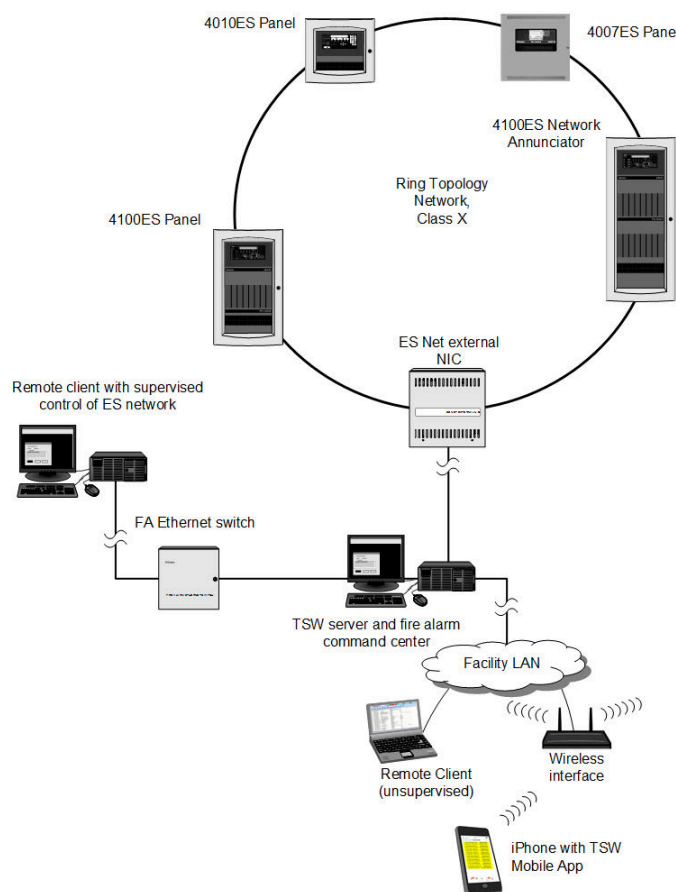 4010ES Panel
4007ES Pane
4100ES Network
Annunciator
Ring Topology
Network,
Class X
4100ES Panel
ES Net external
NIC
Remote client with supervised
control of ES network
FA Ethernet switch
TSW server and fire alarm
command center
Facility LAN
Remote Client
(unsupervised)
Wireless
interface
iPhone with TSW
Mobile App